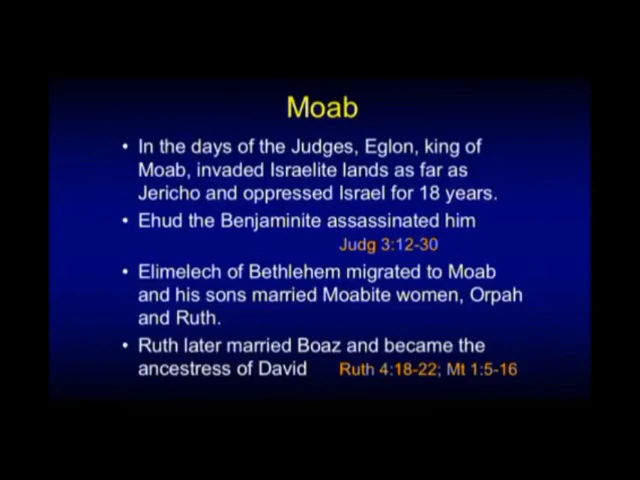 Moab
• In the days of the Judges, Eglon, king of
Moab, invaded Israelite lands as far as
Jericho and oppressed Israel for 18 years.
• Ehud the Benjaminite assassinated him
Judg 3:12-30
• Elimelech of Bethlehem migrated to Moab
and his sons married Moabite women, Orpah
and Ruth.
• Ruth later married Boaz and became the
ancestress of David Ruth 4:18-22; Mt 1:5-16